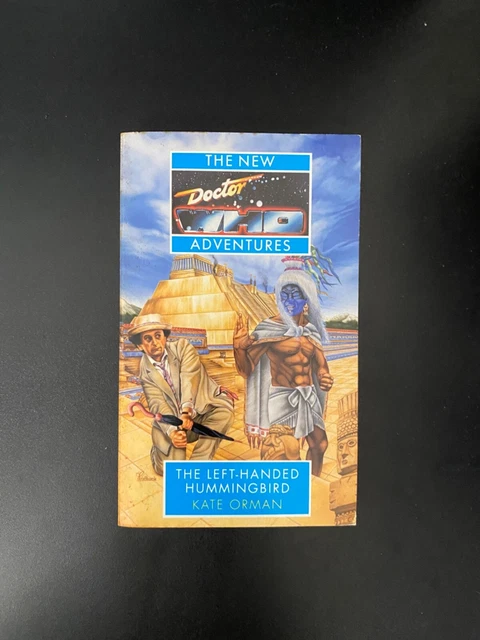 THE NEW
Doctor
WHO
ADVENTURES
THE LEFT-HANDED
HUMMINGBIRD
KATE ORMAN